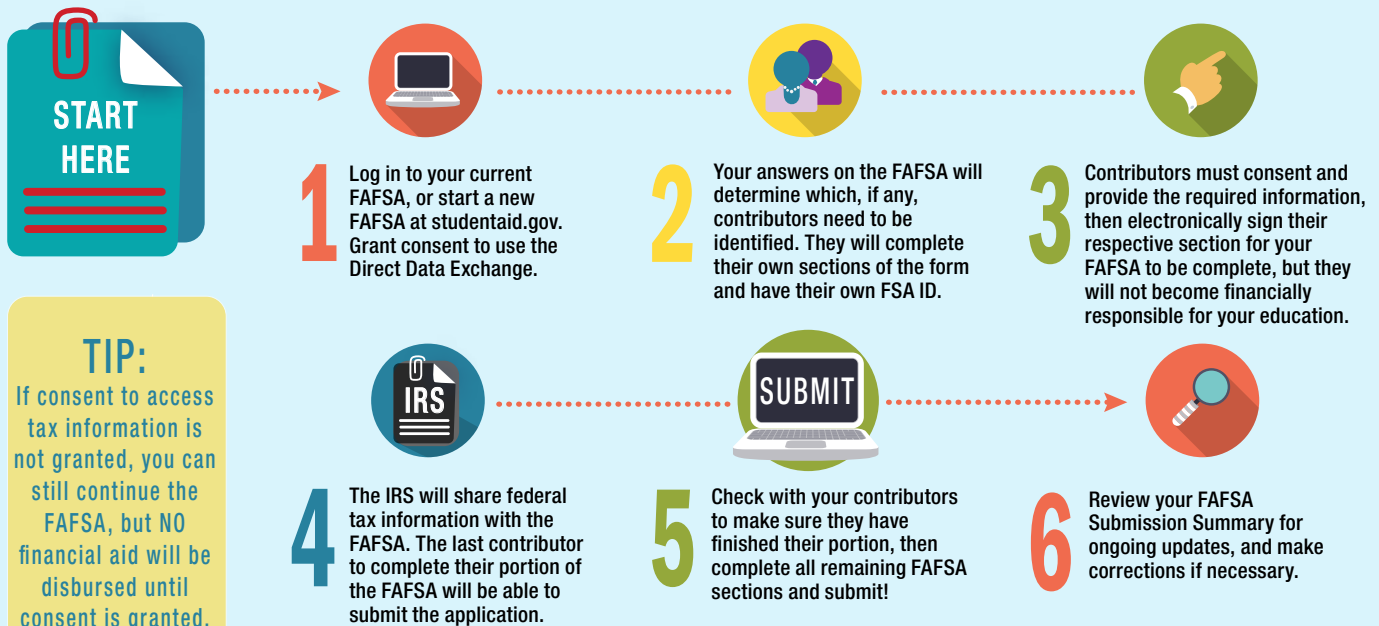 START
HERE
1
Log in to your current
FAFSA, or start a new
FAFSA at studentaid.gov.
Grant consent to use the
Direct Data Exchange.
2
Your answers on the FAFSA will
determine which, if any,
contributors need to be
identified. They will complete
their own sections of the form
and have their own FSA ID.
3
Contributors must consent and
provide the required information,
then electronically sign their
respective section for your
FAFSA to be complete, but they
will not become financially
responsible for your education.
TIP:
If consent to access
tax information is
not granted, you can
still continue the
FAFSA, but NO
financial aid will be
disbursed until
consent is granted.
IRS
4
The IRS will share federal
tax information with the
FAFSA. The last contributor
to complete their portion of
the FAFSA will be able to
submit the application.
SUBMIT
5
Check with your contributors
to make sure they have
finished their portion, then
complete all remaining FAFSA
sections and submit!
6
Review your FAFSA
Submission Summary for
ongoing updates, and make
corrections if necessary.